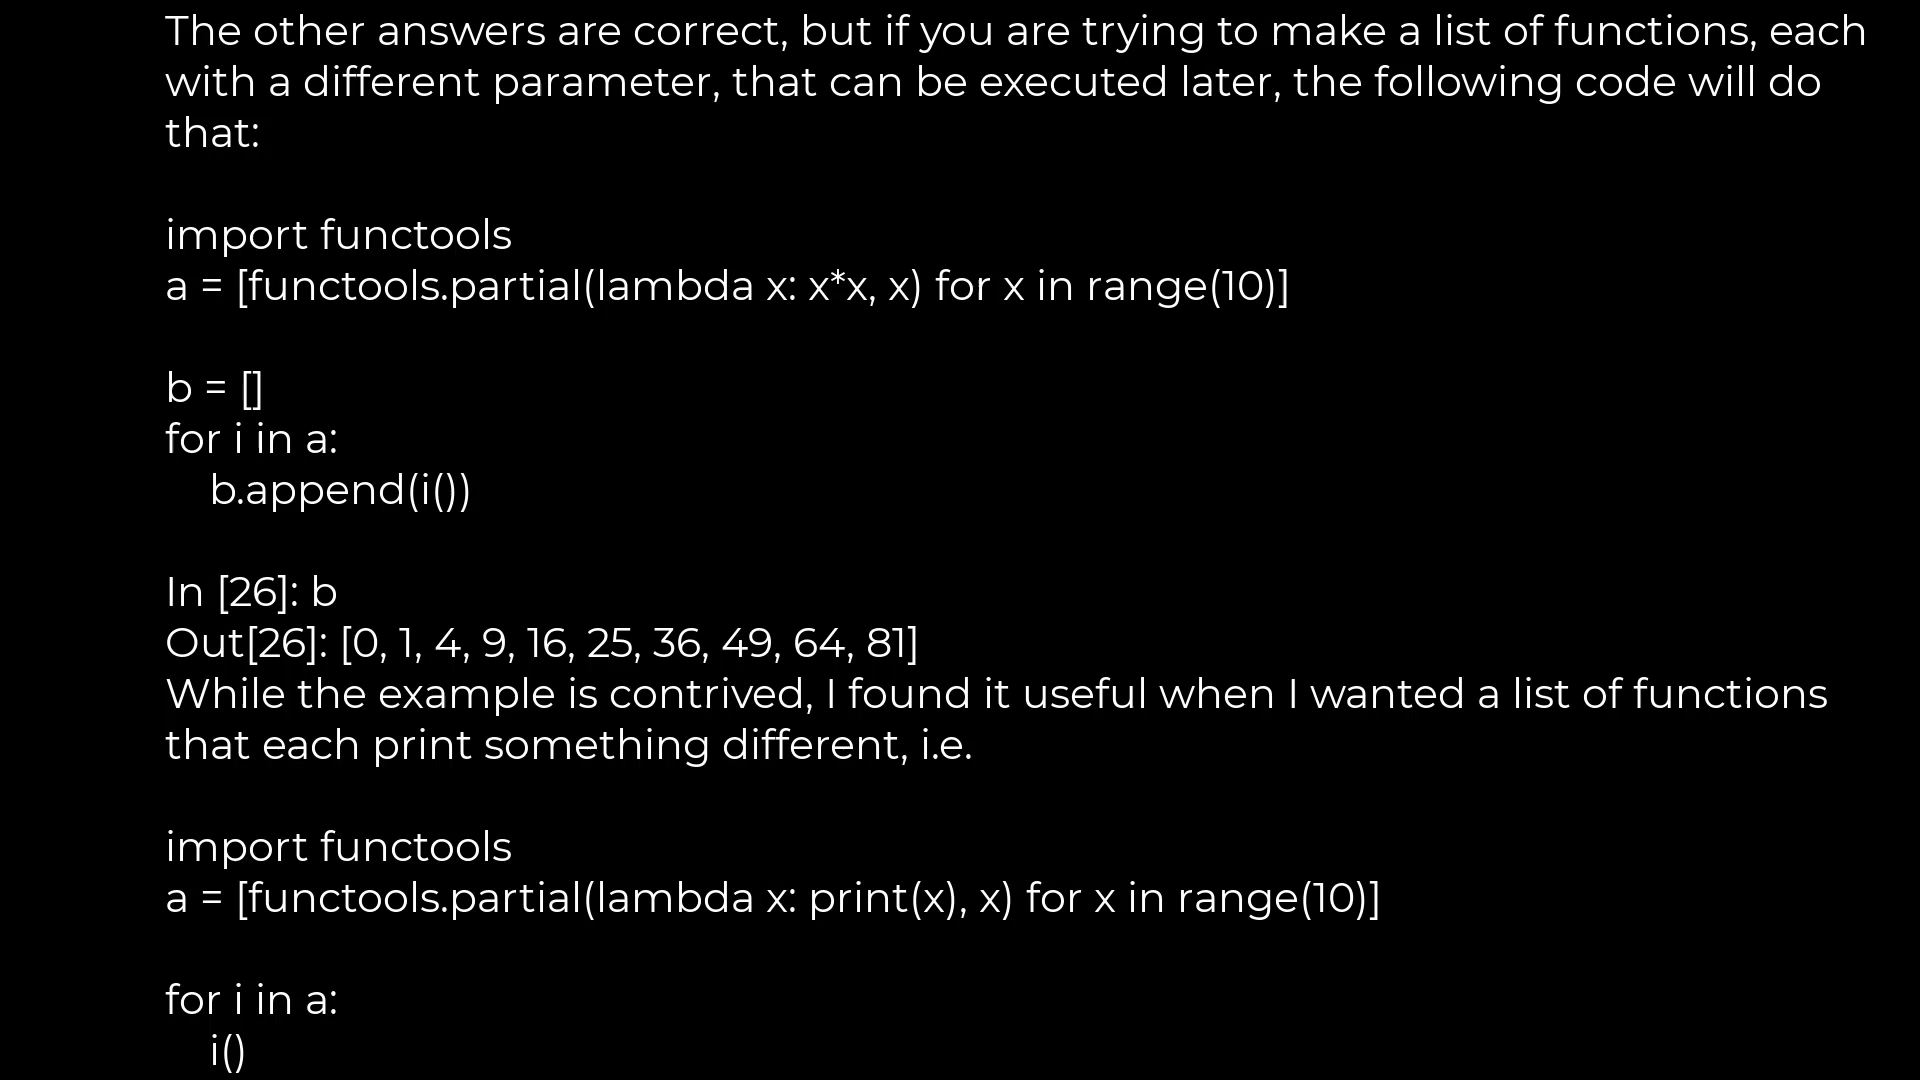 The other answers are correct, but if you are trying to make a list of functions, each
with a different parameter, that can be executed later, the following code will do
that:

import functools
a = [functools.partial(lambda x: x*x, x) for x in range(10)]

b = []
for i in a:
    b.append(i())

In [26]: b
Out[26]: [0, 1, 4, 9, 16, 25, 36, 49, 64, 81]
While the example is contrived, I found it useful when I wanted a list of functions
that each print something different, i.e.

import functools
a = [functools.partial(lambda x: print(x), x) for x in range(10)]

for i in a:
    i()